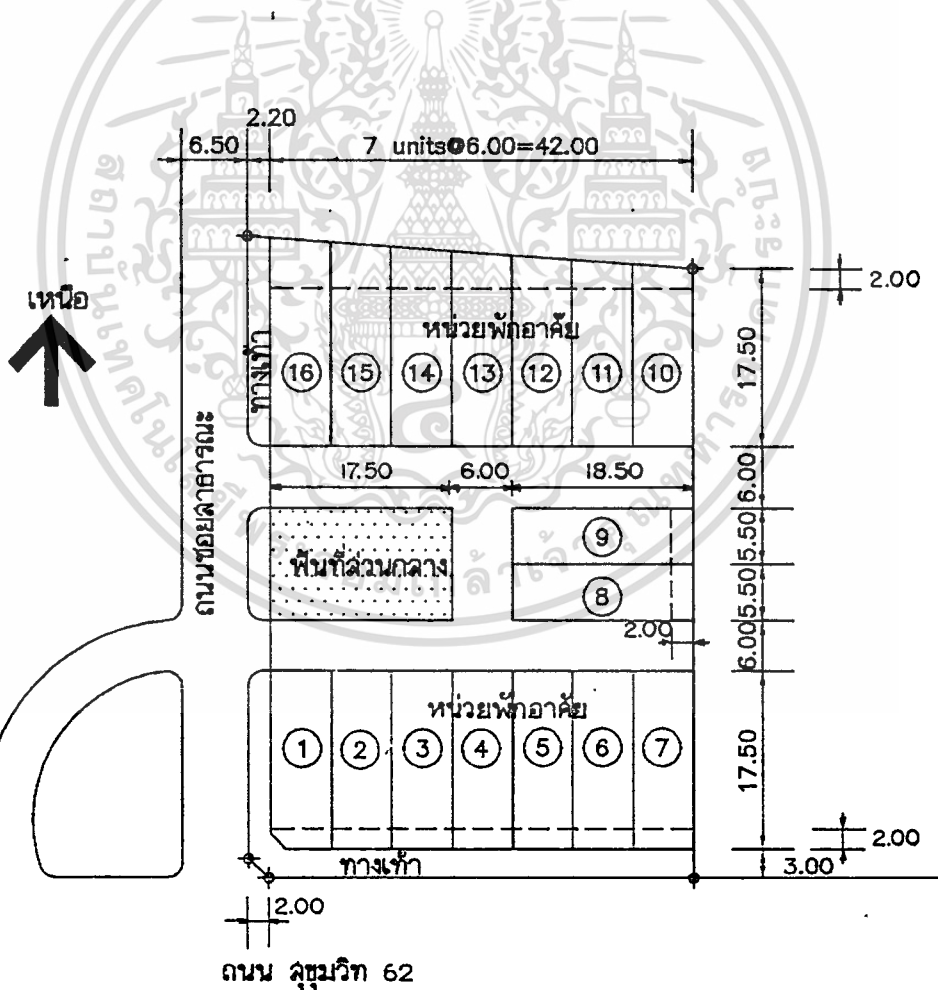 2.20
6.50
7 units@6.00=42.00
เหนือ
2.00
หน่วยพักอาศัย
ทางเท้า
16 15 14 13 12 11 10
17.50
ถนนซอยสาธารณะ
17.50 6.00 18.50
6.00
9
5.50
พื้นที่ส่วนกลาง
8
5.50
2.00
6.00
หน่วยพักอาศัย
1 2 3 4 5 6 7
17.50
2.00
ทางเท้า
3.00
2.00
ถนน สุขุมวิท 62